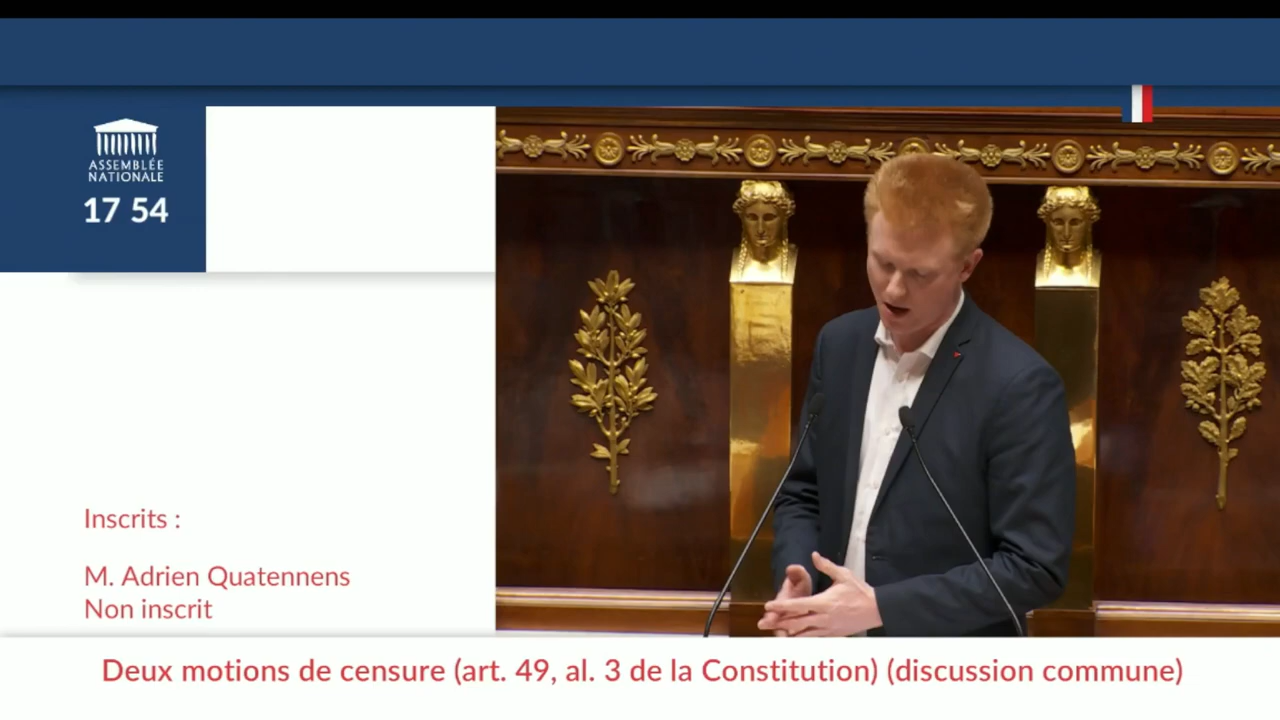 ASSEMBLÉE
NATIONALE
17 54
Inscrits :
M. Adrien Quatennens
Non inscrit
Deux motions de censure (art. 49, al. 3 de la Constitution) (discussion commune)